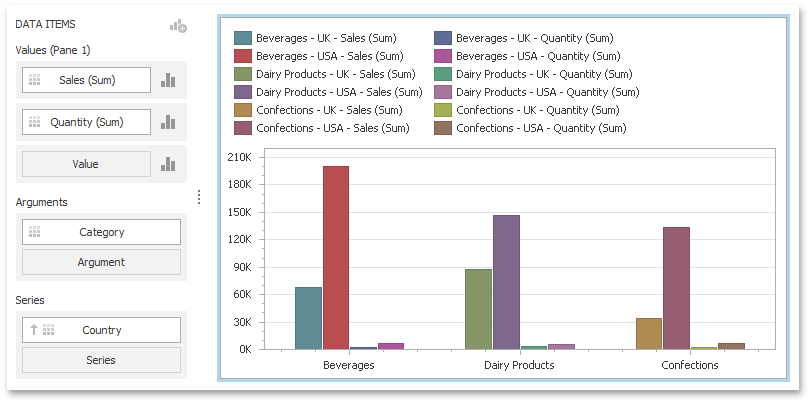 DATA ITEMS
Values (Pane 1)
Sales (Sum)
Quantity (Sum)
Value
Arguments
Category
Argument
Series
Country
Series
Beverages - UK - Sales (Sum)
Beverages - UK - Quantity (Sum)
Beverages - USA - Sales (Sum)
Beverages - USA - Quantity (Sum)
Dairy Products - UK - Sales (Sum)
Dairy Products - UK - Quantity (Sum)
Dairy Products - USA - Sales (Sum)
Dairy Products - USA - Quantity (Sum)
Confections - UK - Sales (Sum)
Confections - UK - Quantity (Sum)
Confections - USA - Sales (Sum)
Confections - USA - Quantity (Sum)
210K
180K
150K
120K
90K
60K
30K
0K
Beverages
Dairy Products
Confections